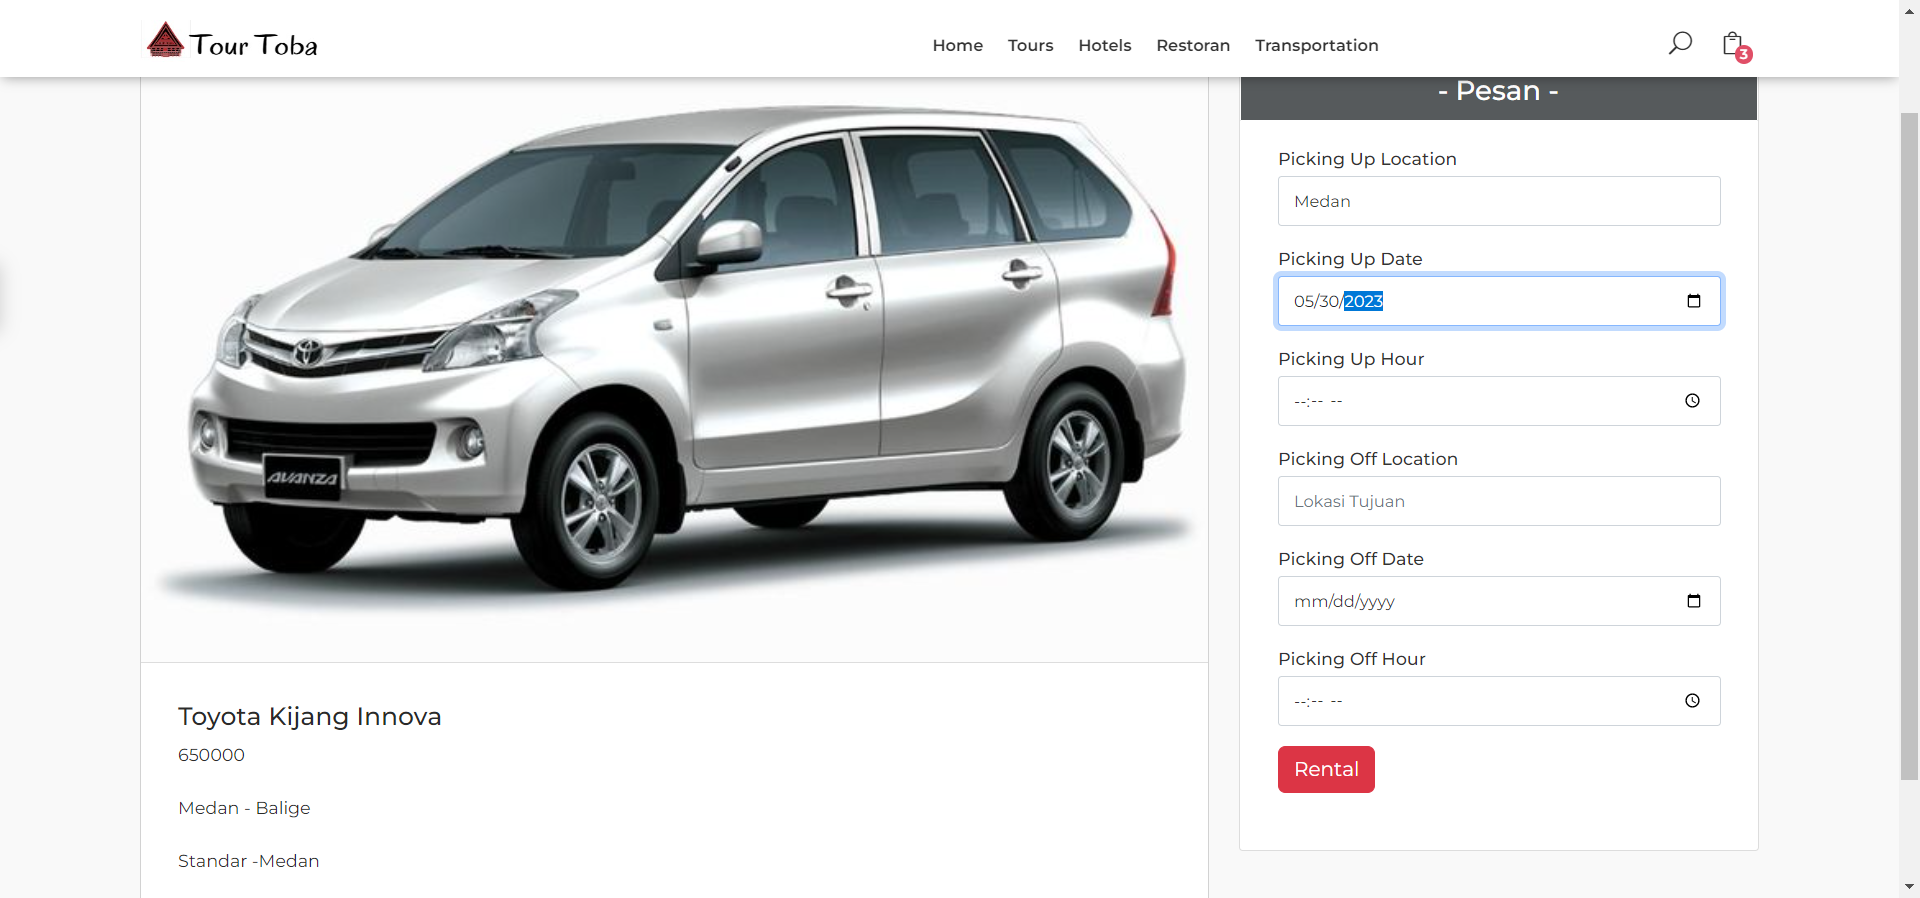 Tour Toba
Home Tours Hotels Restoran Transportation
3
- Pesan -
AVANZA
Picking Up Location
Medan
Picking Up Date
05/30/2023
Picking Up Hour
--:-- --
Picking Off Location
Lokasi Tujuan
Picking Off Date
mm/dd/yyyy
Picking Off Hour
--:-- --
Rental
Toyota Kijang Innova
650000
Medan - Balige
Standar -Medan